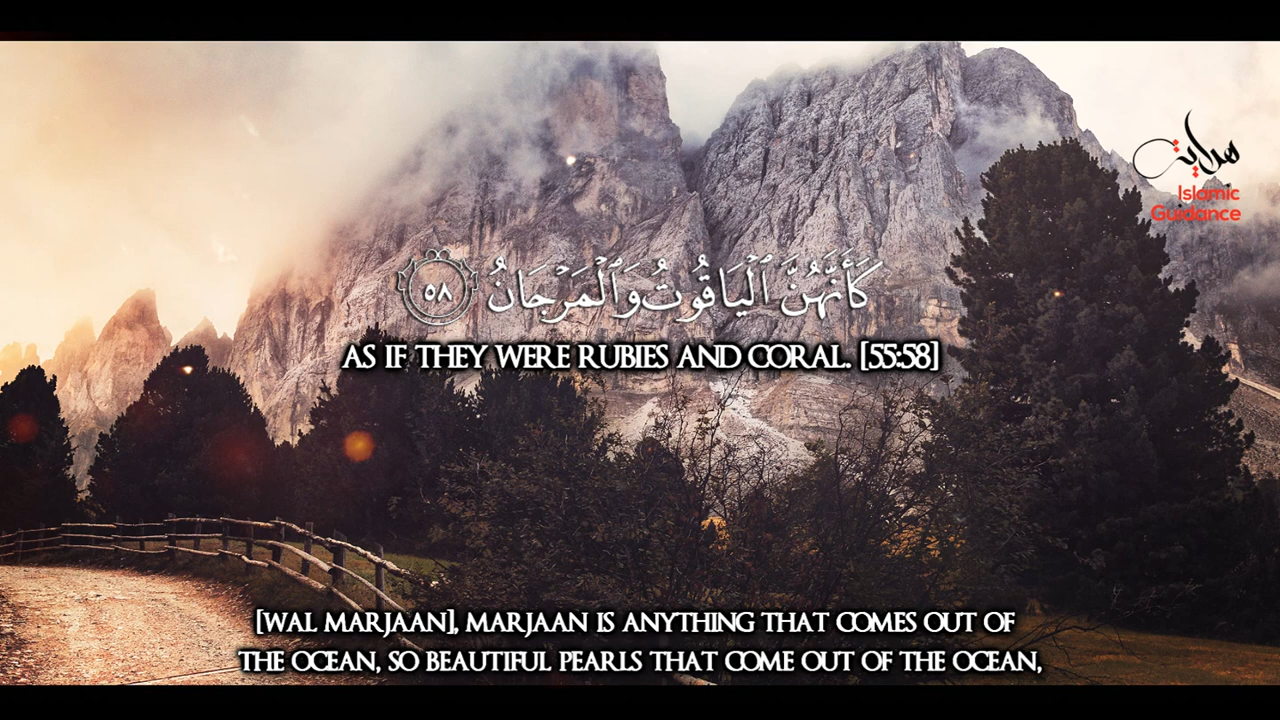 هداية
Islamic
Guidance
كَأَنَّهُنَّ ٱلْيَاقُوتُ وَٱلْمَرْجَانُ ٥٨
AS IF THEY WERE RUBIES AND CORAL. [55:58]
[WAL MARJAAN], MARJAAN IS ANYTHING THAT COMES OUT OF
THE OCEAN, SO BEAUTIFUL PEARLS THAT COME OUT OF THE OCEAN,